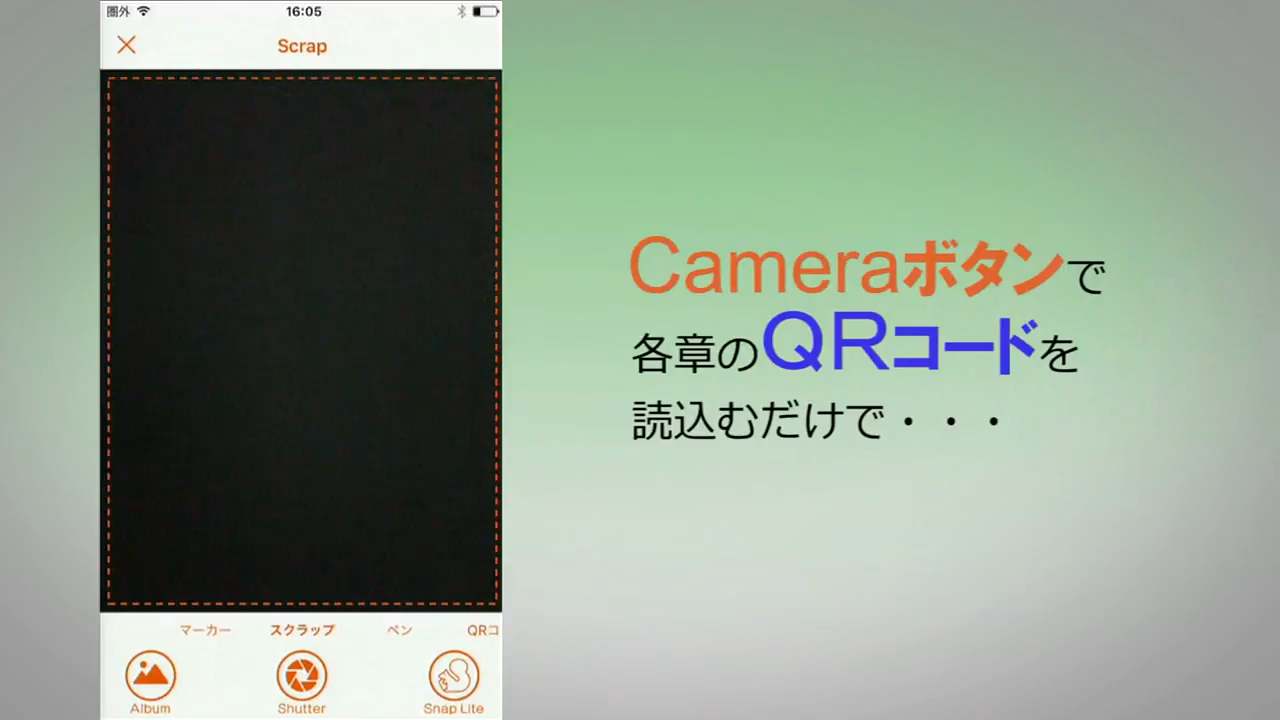 圏外 16:05
Scrap
Cameraボタンで
各章のQRコードを
読込むだけで・・・
マーカー スクラップ ペン QRコ
Album Shutter Snap Lite